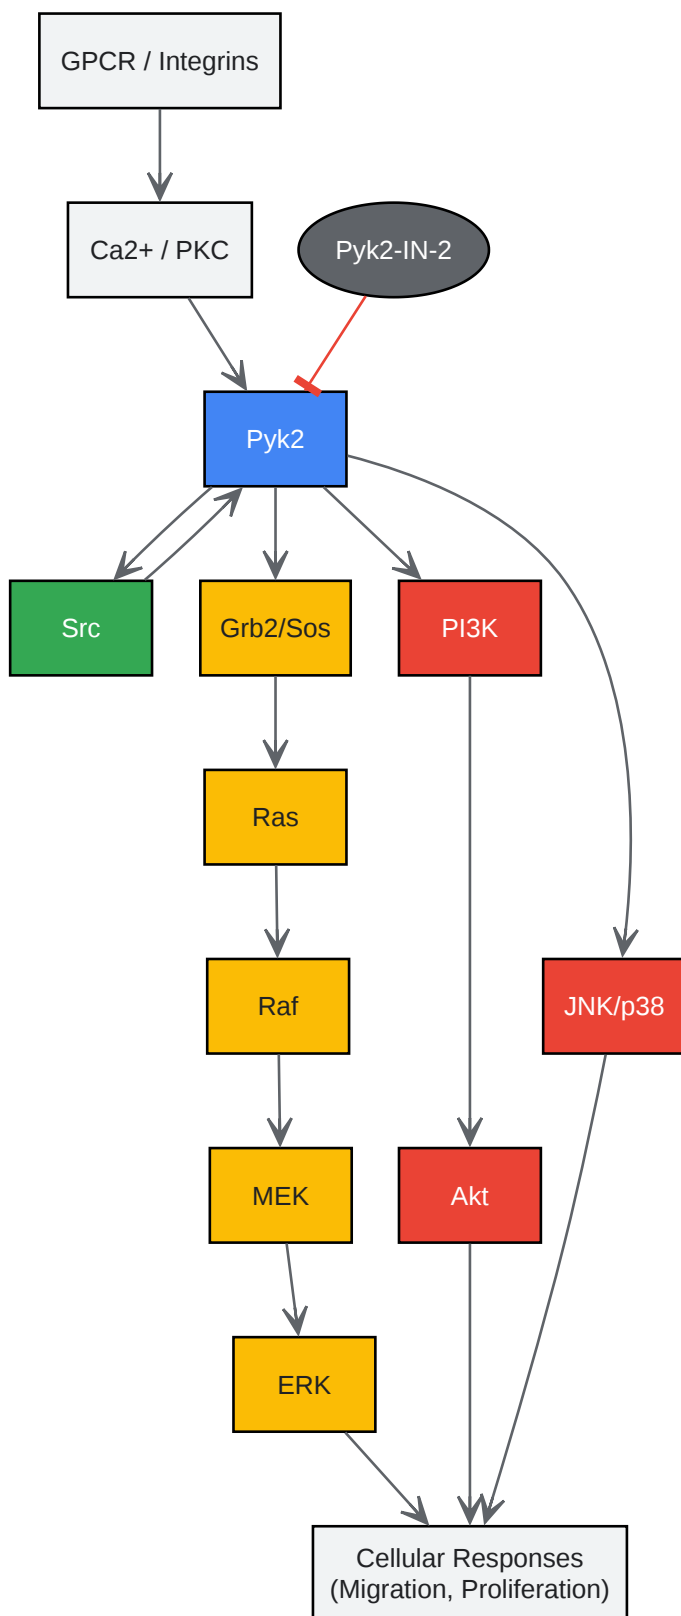 GPCR / Integrins
Ca2+ / PKC
Pyk2-IN-2
Pyk2
Src
Grb2/Sos
PI3K
Ras
Raf
JNK/p38
MEK
Akt
ERK
Cellular Responses
(Migration, Proliferation)